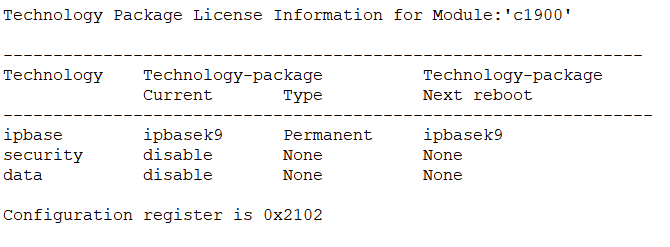 Technology Package License Information for Module:'c1900'
----------------------------------------------------------------
Technology    Technology-package          Technology-package
              Current       Type          Next reboot
-----------------------------------------------------------------
ipbase        ipbasek9      Permanent     ipbasek9
security      disable       None          None
data          disable       None          None
Configuration register is 0x2102